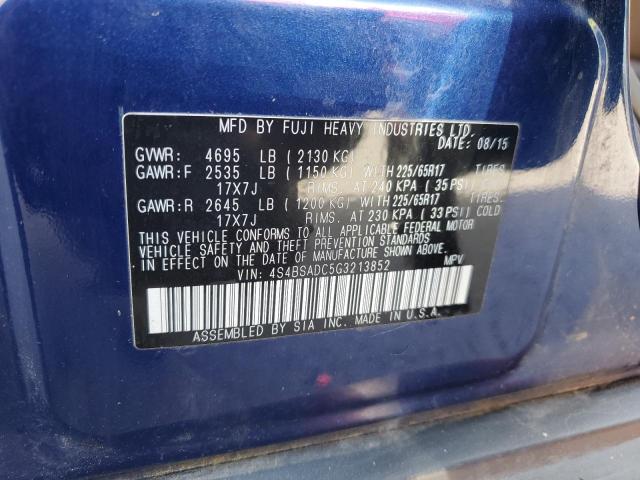 MFD BY FUJI HEAVY INDUSTRIES LTD.
DATE: 08/15
GVWR: 4695 LB ( 2130 KG)
GAWR:F 2535 LB ( 1150 KG) WITH 225/65R17 TIRES,
17X7J RIMS, AT 240 KPA ( 35 PSI) COLD
GAWR:R 2645 LB ( 1200 KG) WITH 225/65R17 TIRES,
17X7J RIMS, AT 230 KPA ( 33 PSI) COLD
THIS VEHICLE CONFORMS TO ALL APPLICABLE FEDERAL MOTOR
VEHICLE SAFETY AND THEFT PREVENTION STANDARDS
IN EFFECT ON THE DATE OF MANUFACTURE SHOWN ABOVE.
VIN: 4S4BSADC5G3213852 MPV
ASSEMBLED BY SIA INC. MADE IN U.S.A.